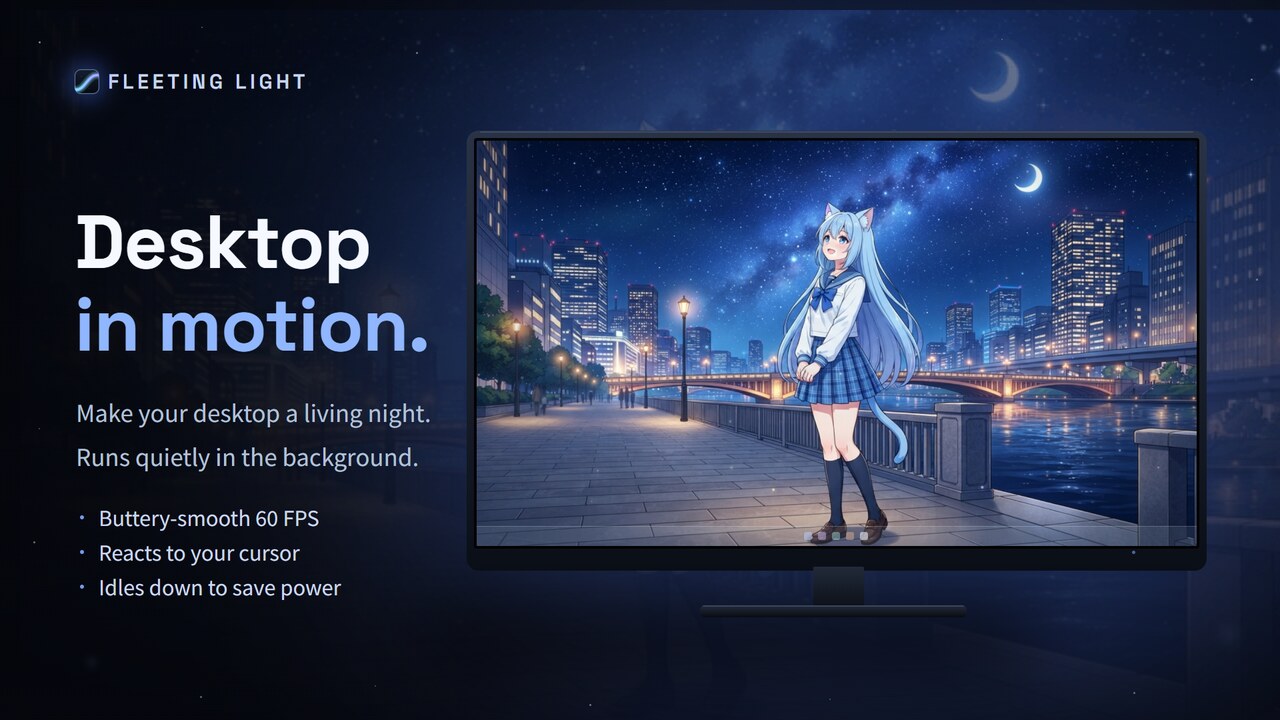 FLEETING LIGHT
Desktop
in motion.
Make your desktop a living night.
Runs quietly in the background.
· Buttery-smooth 60 FPS
· Reacts to your cursor
· Idles down to save power